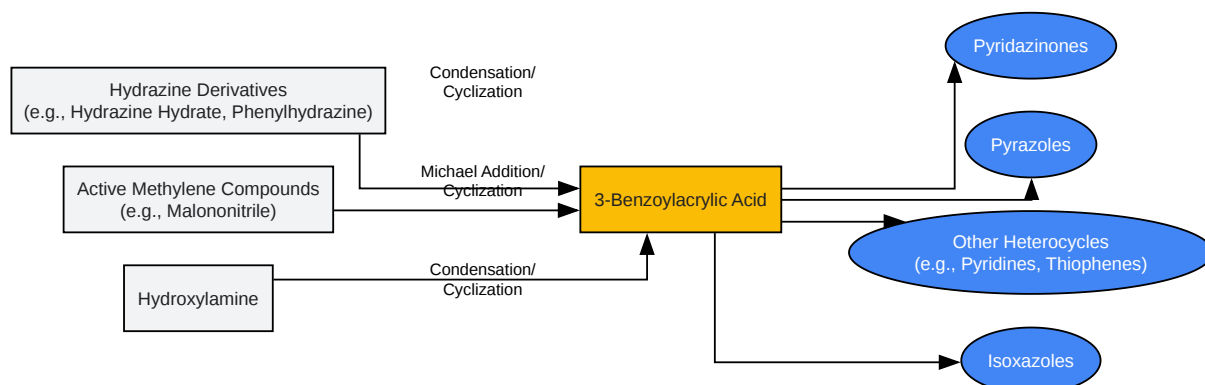 Hydrazine Derivatives
(e.g., Hydrazine Hydrate, Phenylhydrazine)
Condensation/
Cyclization
Active Methylene Compounds
(e.g., Malononitrile)
Michael Addition/
Cyclization
Hydroxylamine
Condensation/
Cyclization
3-Benzoylacrylic Acid
Pyridazinones
Pyrazoles
Other Heterocycles
(e.g., Pyridines, Thiophenes)
Isoxazoles